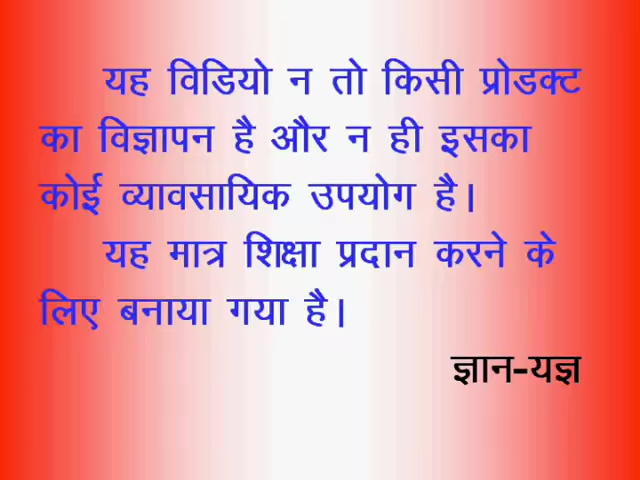 यह विडियो न तो किसी प्रोडक्ट
का विज्ञापन है और न ही इसका
कोई व्यावसायिक उपयोग है।
यह मात्र शिक्षा प्रदान करने के
लिए बनाया गया है।
ज्ञान-यज्ञ